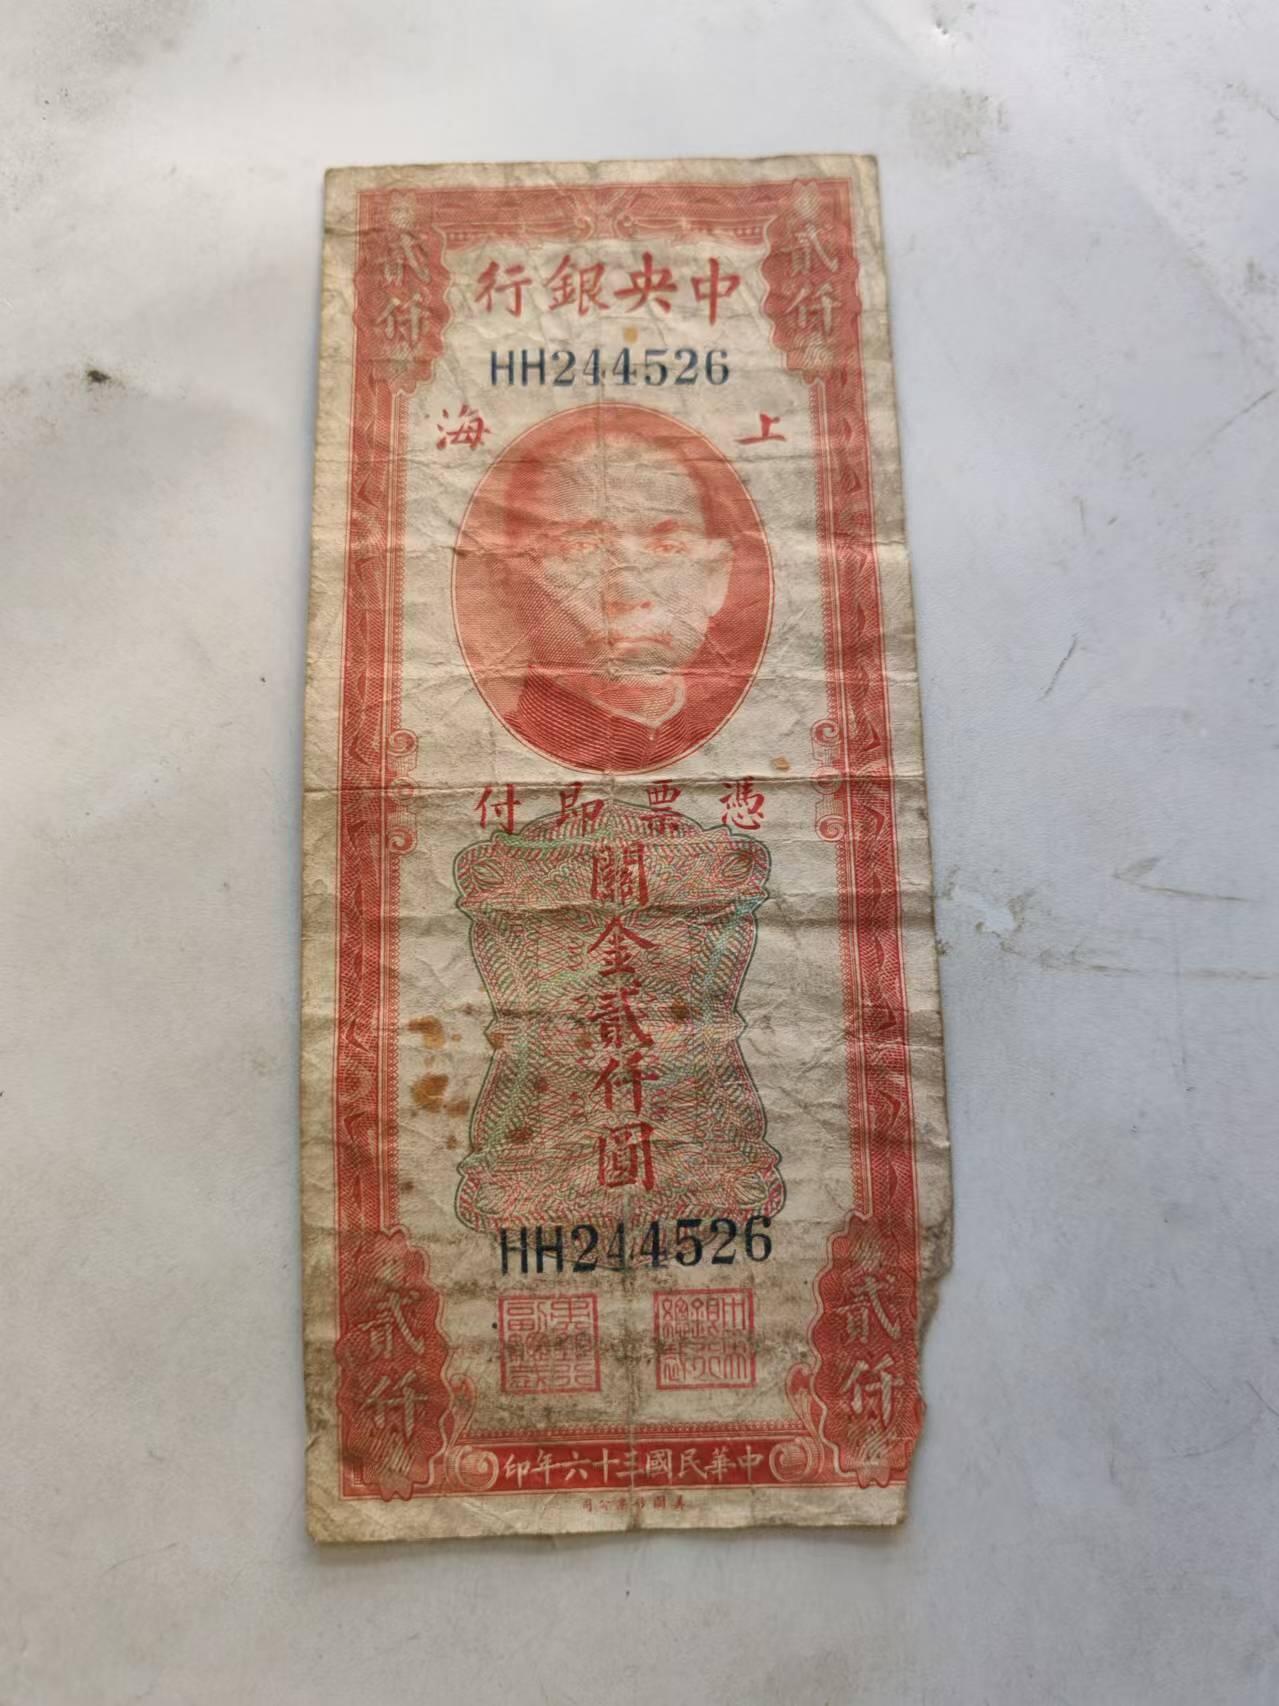 貳仟
貳仟
中央銀行
HH244526
上海
憑票即付
關金貳仟圓
HH244526
貳仟
貳仟
中華民國三十六年印